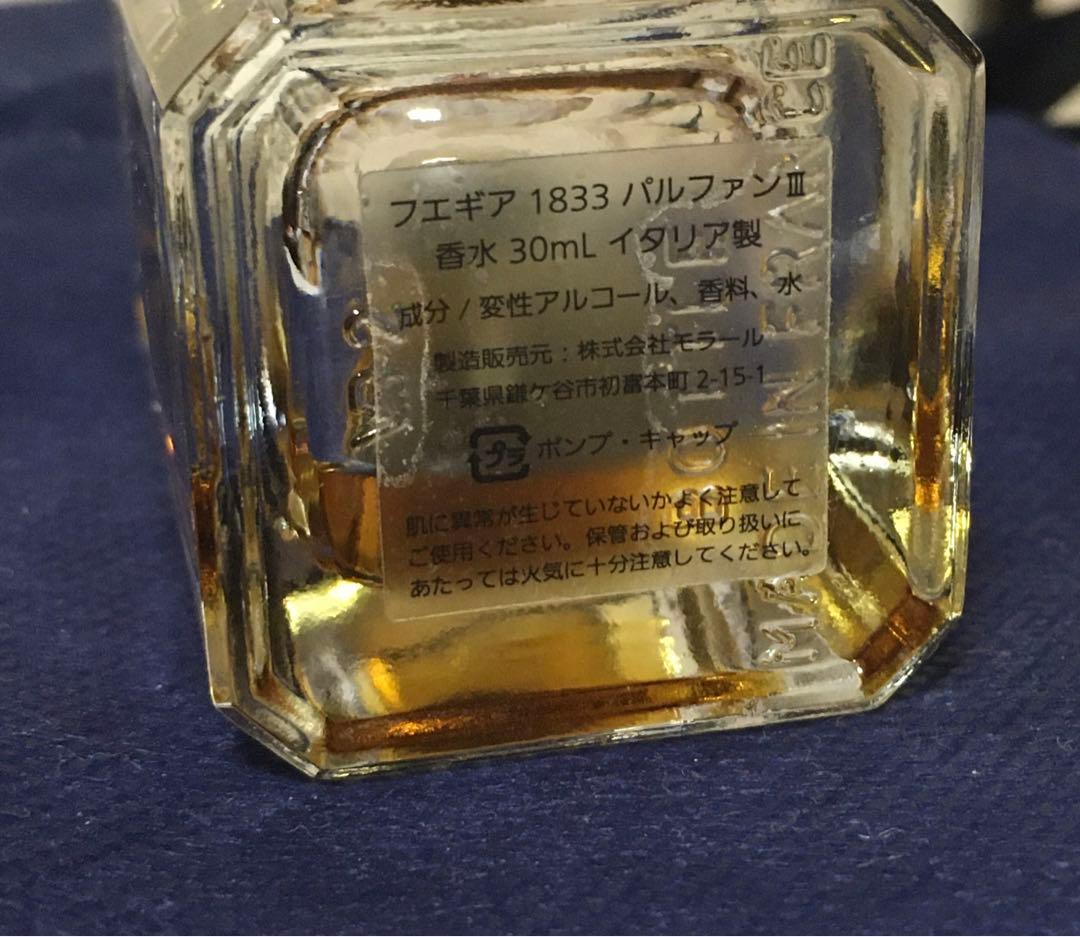 フエギア 1833 パルファンⅢ
香水 30mL イタリア製
成分 / 変性アルコール、香料、水
製造販売元：株式会社モラール
千葉県鎌ケ谷市初富本町 2-15-1
プラ ポンプ・キャップ
肌に異常が生じていないかよく注意して
ご使用ください。保管および取り扱いに
あたっては火気に十分注意してください。